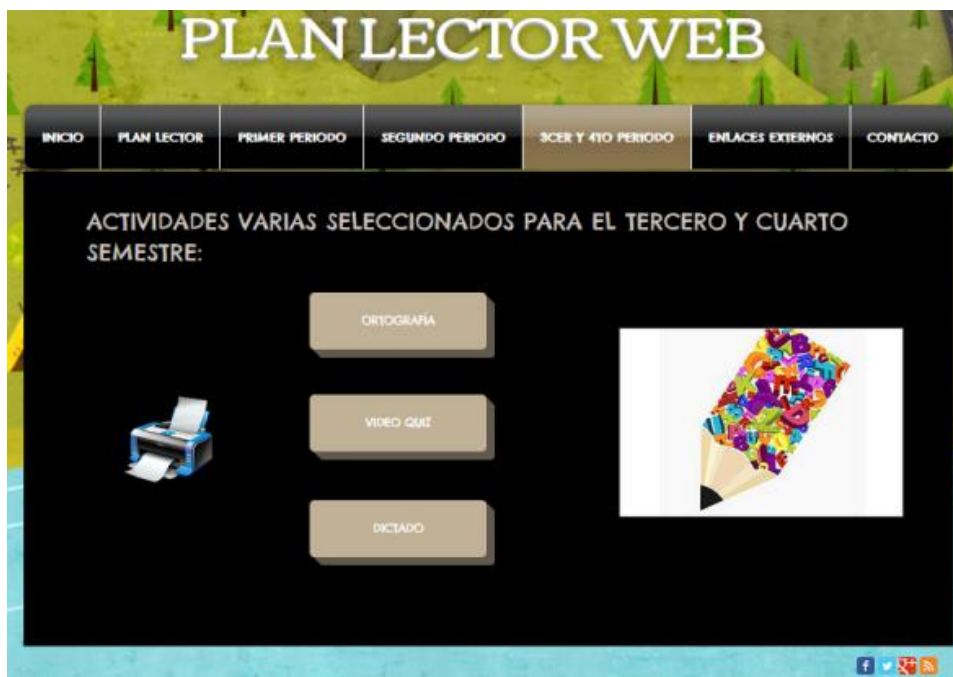 PLAN LECTOR WEB
INICIO
PLAN LECTOR
PRIMER PERIODO
SEGUNDO PERIODO
3CER Y 4TO PERIODO
ENLACES EXTERNOS
CONTACTO
ACTIVIDADES VARIAS SELECCIONADOS PARA EL TERCERO Y CUARTO
SEMESTRE:
ORTOGRAFÍA
VIDEO QUIZ
DICTADO